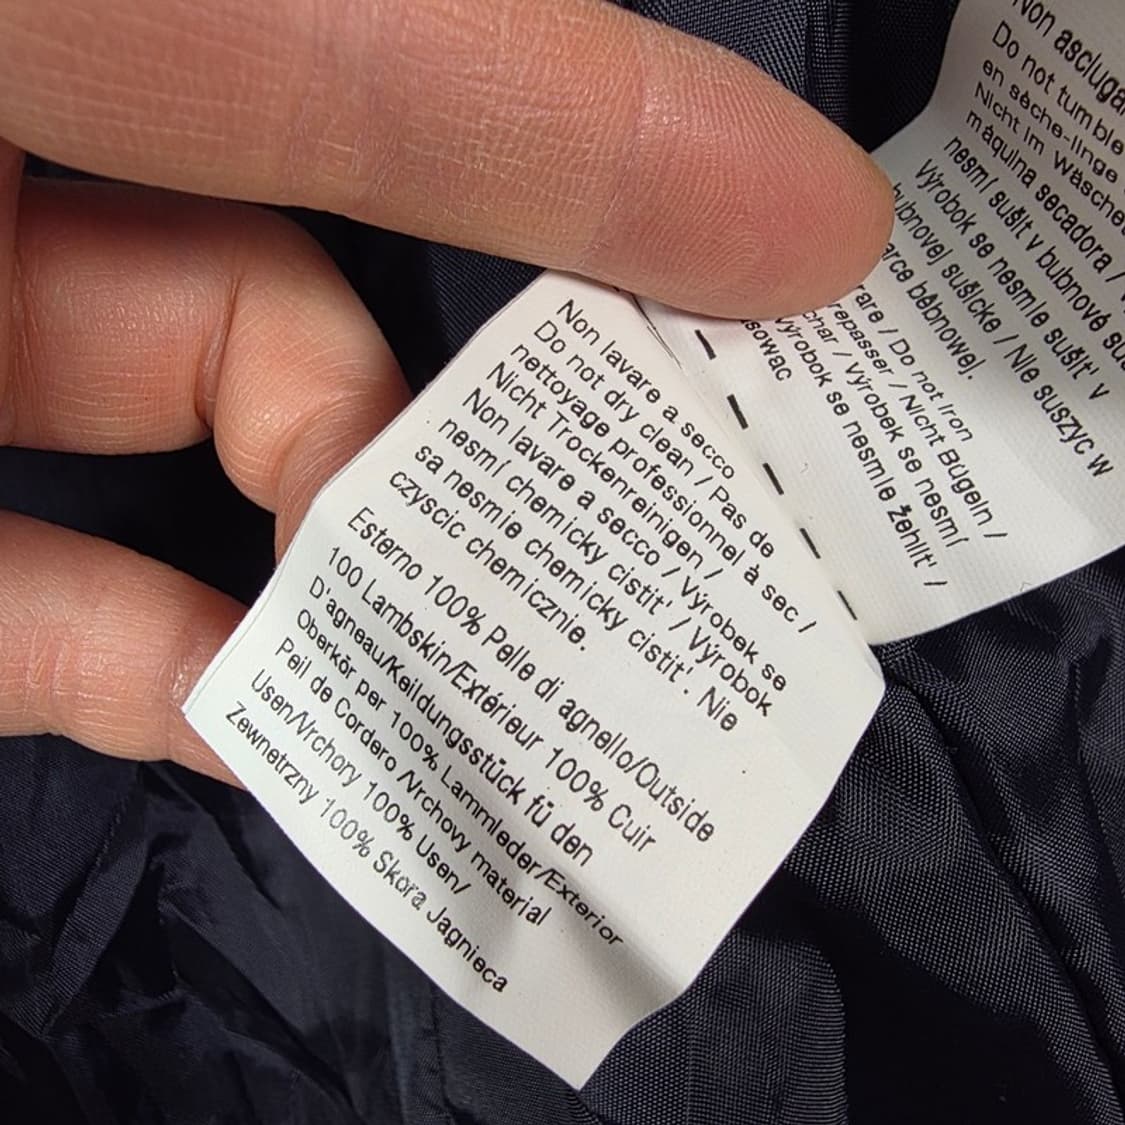 Non lavare a secco
Do not dry clean / Pas de
nettoyage professionnel à sec /
Nicht Trockenreinigen /
Non lavare a secco / Výrobek se
nesmí chemicky cistit' / Výrobok
sa nesmie chemicky cistit'. Nie
czyscic chemicznie.
Esterno 100% Pelle di agnello/Outside
100 Lambskin/Extérieur 100% Cuir
D'agneau/Keildungsstück fü den
Oberkör per 100% Lammleder/Exterior
Peil de Cordero /Vrchovy material
Usen/Vrchory 100% Usen/
Zewnetrzny 100% Skora Jagnieca
Non asciugar
Do not tumble
en sèche-linge
Nicht im Wäsche
máquina secadora /
nesmí sušit v bubnové su
Výrobok se nesmie sušit' v
bubnovej sušicke / Nie suszyc w
arce bębnowej.
rare / Do not Iron
repasser / Nicht Bügeln /
char / Výrobek se nesmí
Výrobok se nesmie žehlit' /
sowac